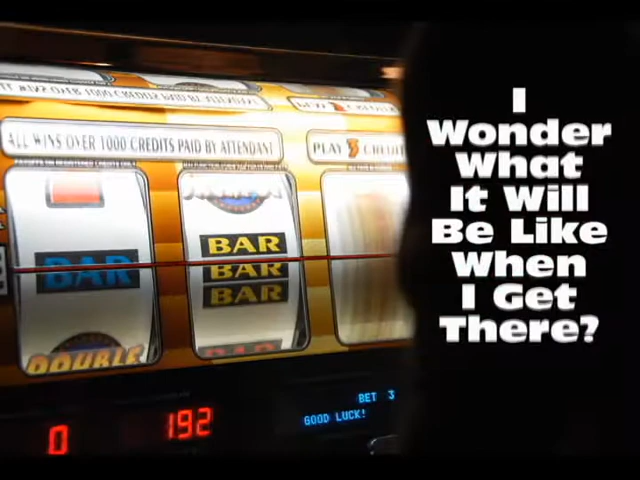 ALL WINS OVER 1000 CREDITS PAID BY ATTENDANT
PLAY 3 CREDITS
BAR
BAR
BAR
BAR
DOUBLE
0
192
BET 3
GOOD LUCK!
I
Wonder
What
It Will
Be Like
When
I Get
There?